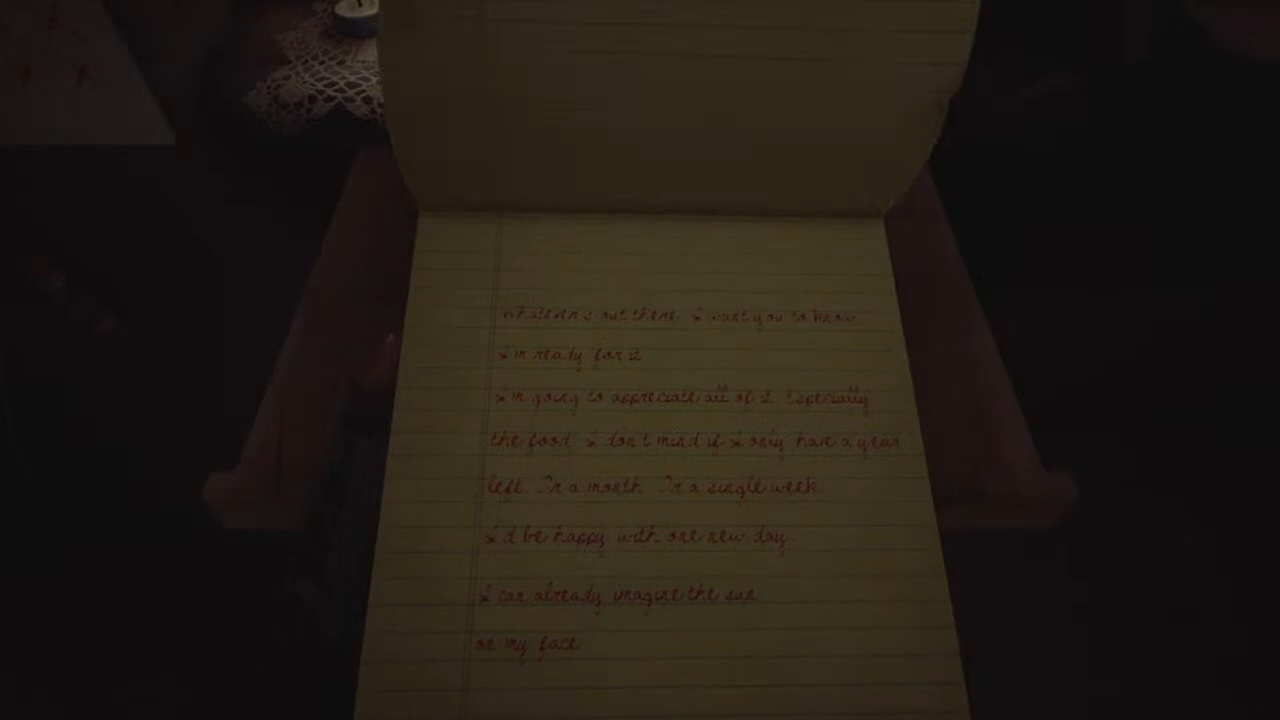 Whatever's out there I want you to know
I'm ready for it
I'm going to appreciate all of it Especially
the food I don't mind if I only have a year
left Or a month Or a single week
I'd be happy with one new day
I can already imagine the sun
on my face